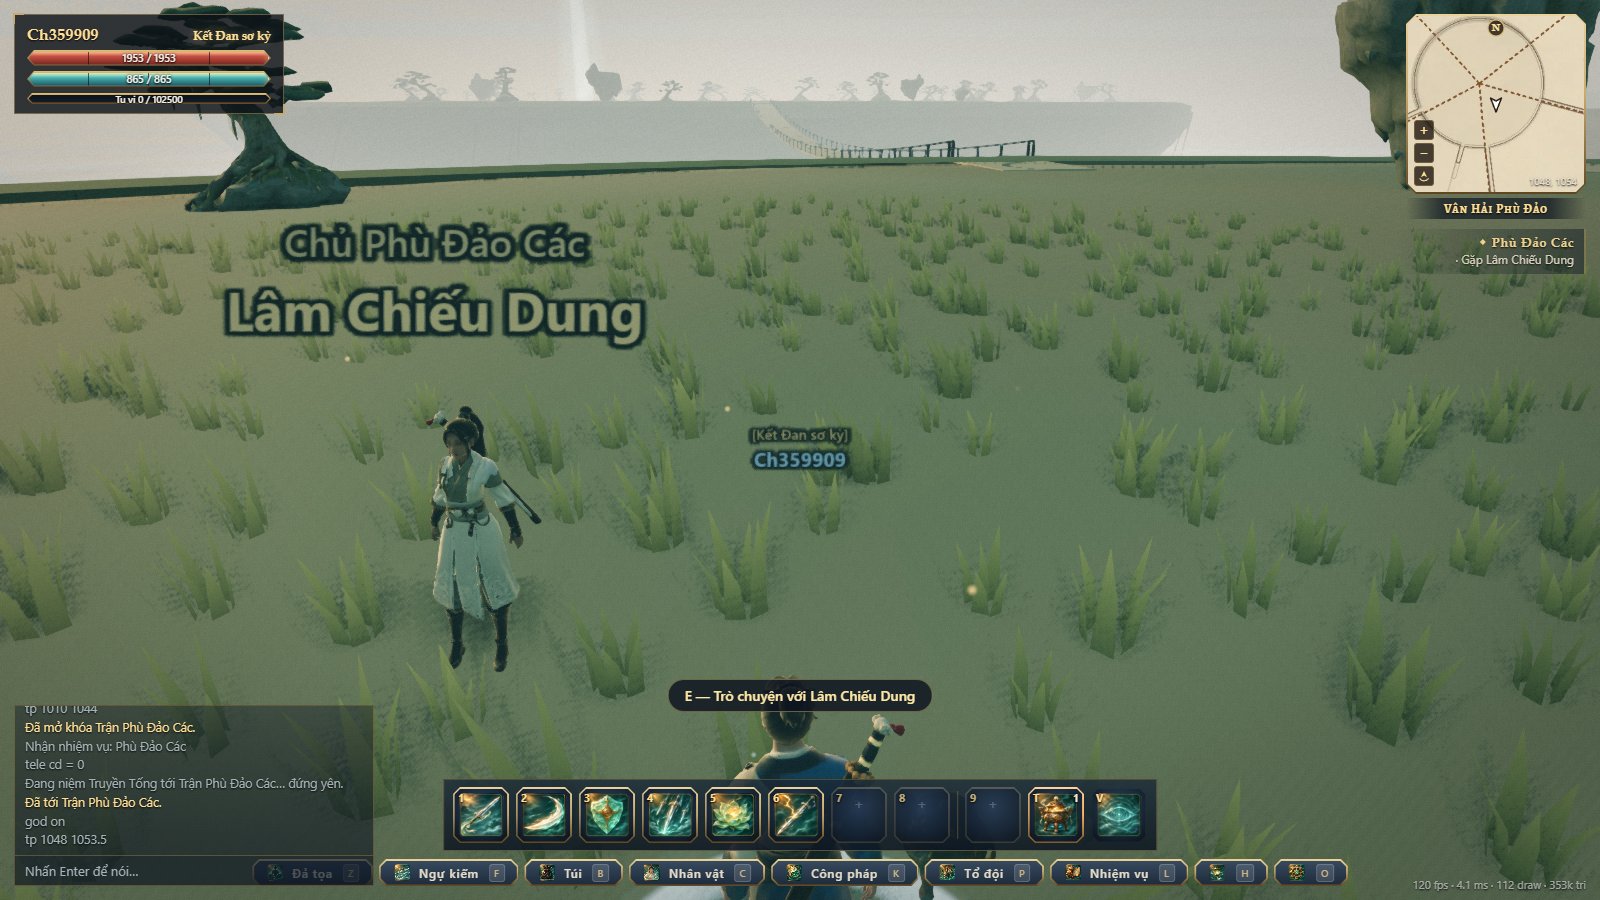 Ch359909
Kết Đan sơ kỳ
1953 / 1953
865 / 865
Tu vi 0 / 102500
N
+
−
1048, 1054
Vân Hải Phù Đảo
Phù Đảo Các
· Gặp Lâm Chiếu Dung
Chủ Phù Đảo Các
Lâm Chiếu Dung
[Kết Đan sơ kỳ]
Ch359909
E — Trò chuyện với Lâm Chiếu Dung
tp 1010 1044
Đã mở khóa Trận Phù Đảo Các.
Nhận nhiệm vụ: Phù Đảo Các
tele cd = 0
Đang niệm Truyền Tống tới Trận Phù Đảo Các... đứng yên.
Đã tới Trận Phù Đảo Các.
god on
tp 1048 1053.5
Nhấn Enter để nói...
1 2 3 4 5 6 7 8 9 T 1 V
Đả tọa Z Ngự kiếm F Túi B Nhân vật C Công pháp K Tổ đội P Nhiệm vụ L H O
120 fps · 4.1 ms · 112 draw · 353k tri